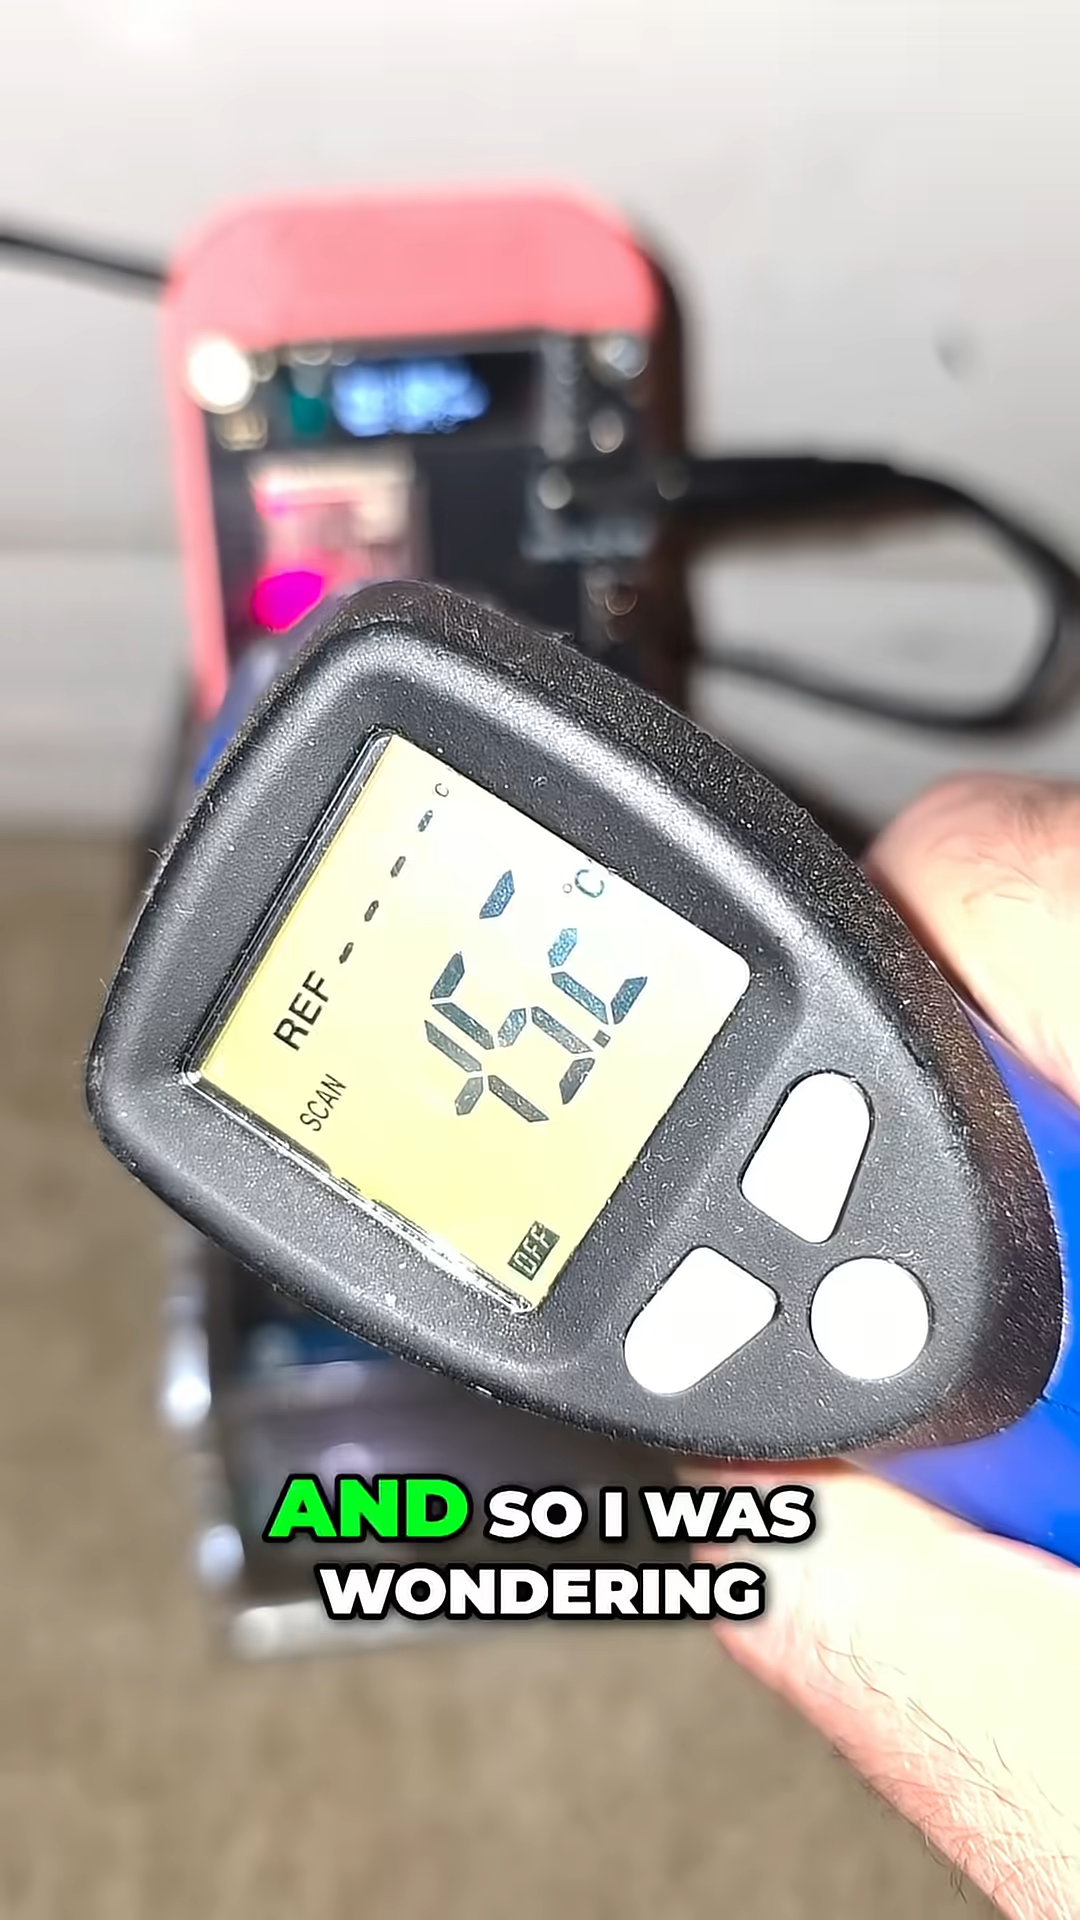 REF ---- C
°C
SCAN
OFF
AND SO I WAS
WONDERING